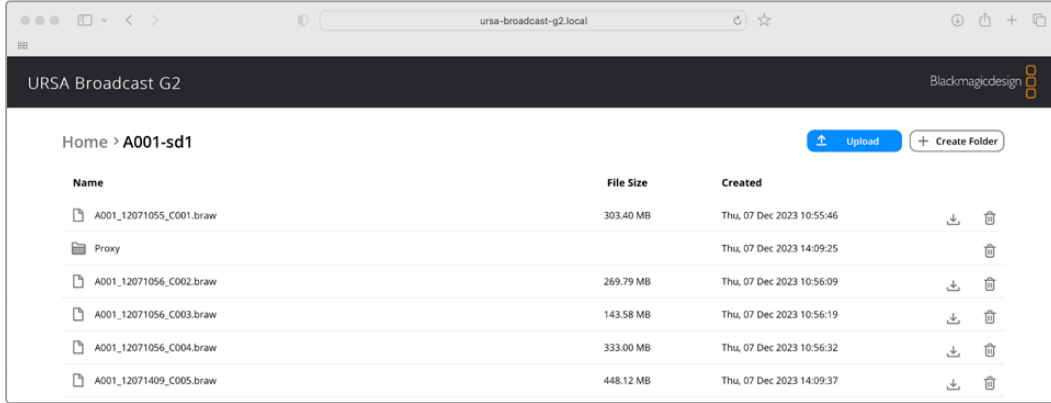 ursa-broadcast-g2.local
URSA Broadcast G2
Blackmagicdesign
Home > A001-sd1
Upload
+ Create Folder
Name File Size Created
A001_12071055_C001.braw 303.40 MB Thu, 07 Dec 2023 10:55:46
Proxy Thu, 07 Dec 2023 14:09:25
A001_12071056_C002.braw 269.79 MB Thu, 07 Dec 2023 10:56:09
A001_12071056_C003.braw 143.58 MB Thu, 07 Dec 2023 10:56:19
A001_12071056_C004.braw 333.00 MB Thu, 07 Dec 2023 10:56:32
A001_12071409_C005.braw 448.12 MB Thu, 07 Dec 2023 14:09:37